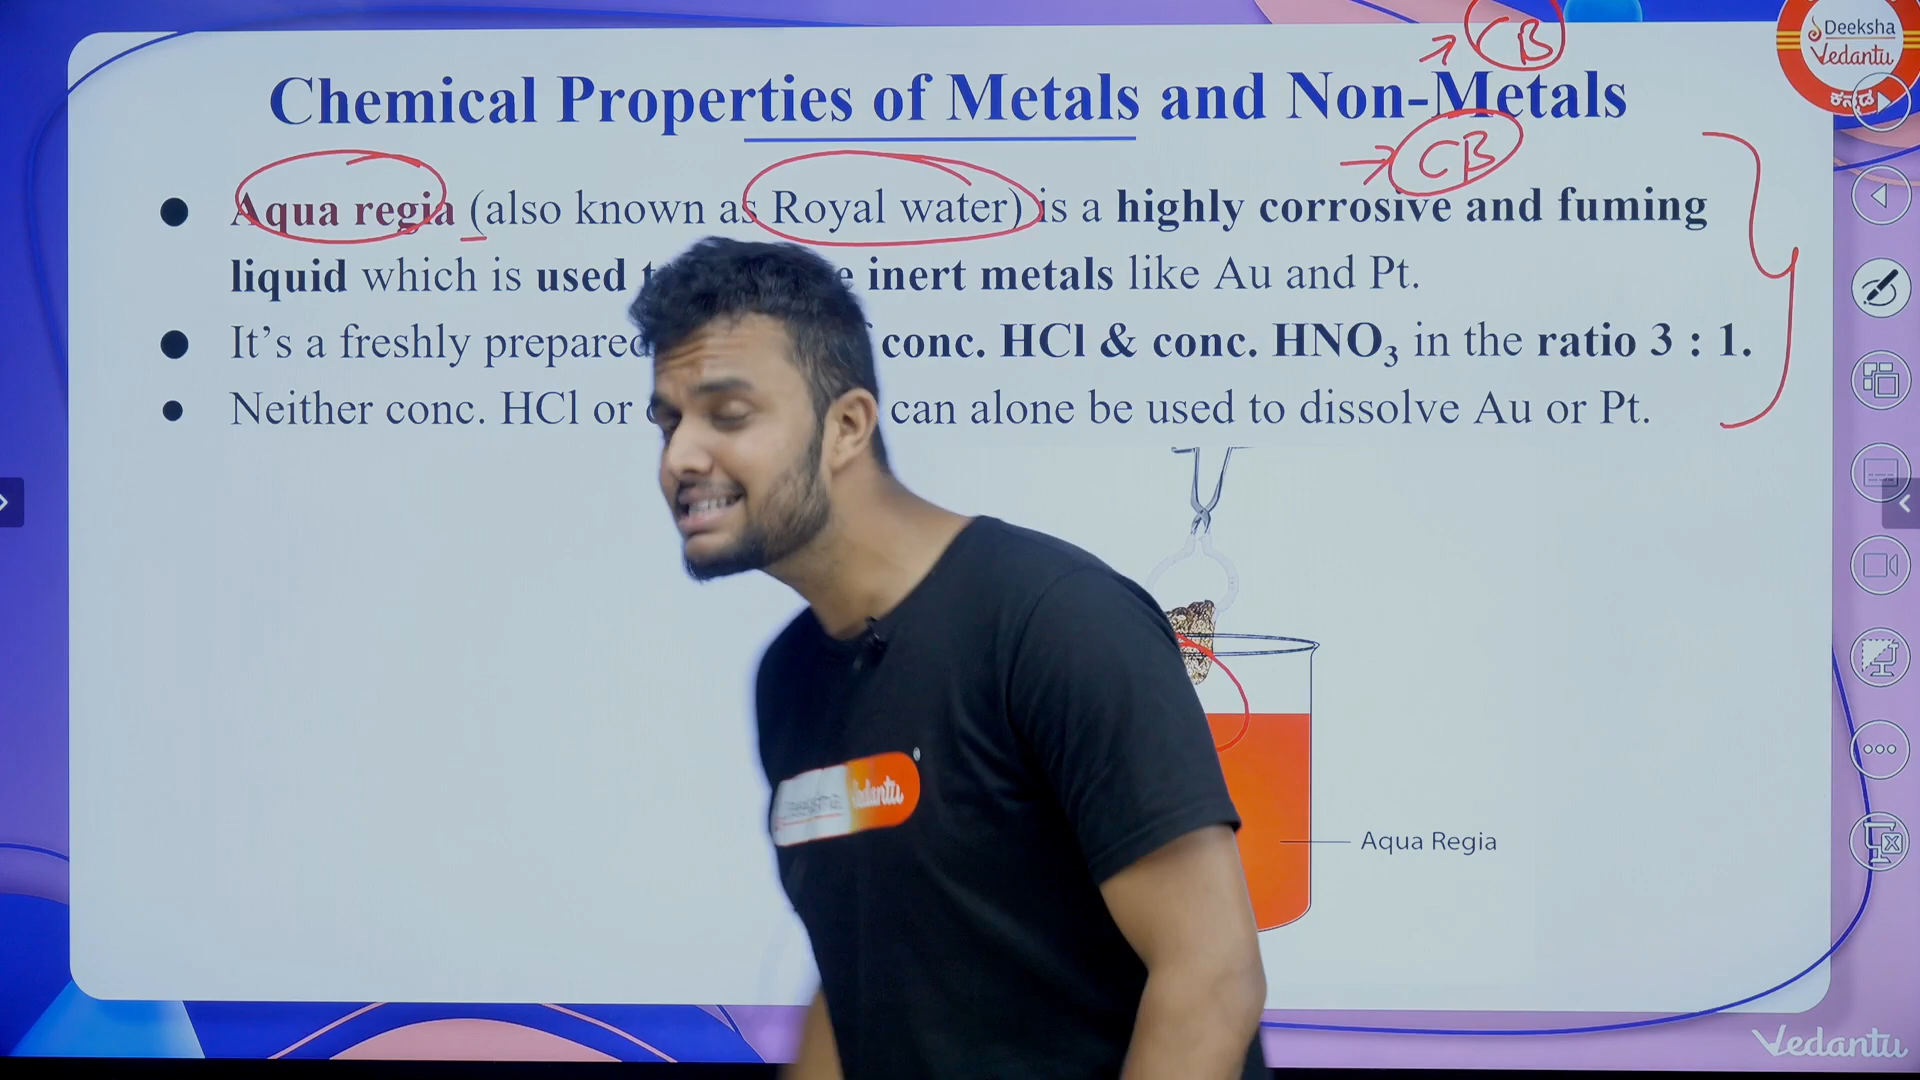 CB
Deeksha
Vedantu
ಕನ್ನಡ
Chemical Properties of Metals and Non-Metals
CB
Aqua regia (also known as Royal water) is a highly corrosive and fuming
liquid which is used inert metals like Au and Pt.
It's a freshly prepared conc. HCl & conc. HNO₃ in the ratio 3 : 1.
Neither conc. HCl or can alone be used to dissolve Au or Pt.
Vedantu
Aqua Regia
Vedantu